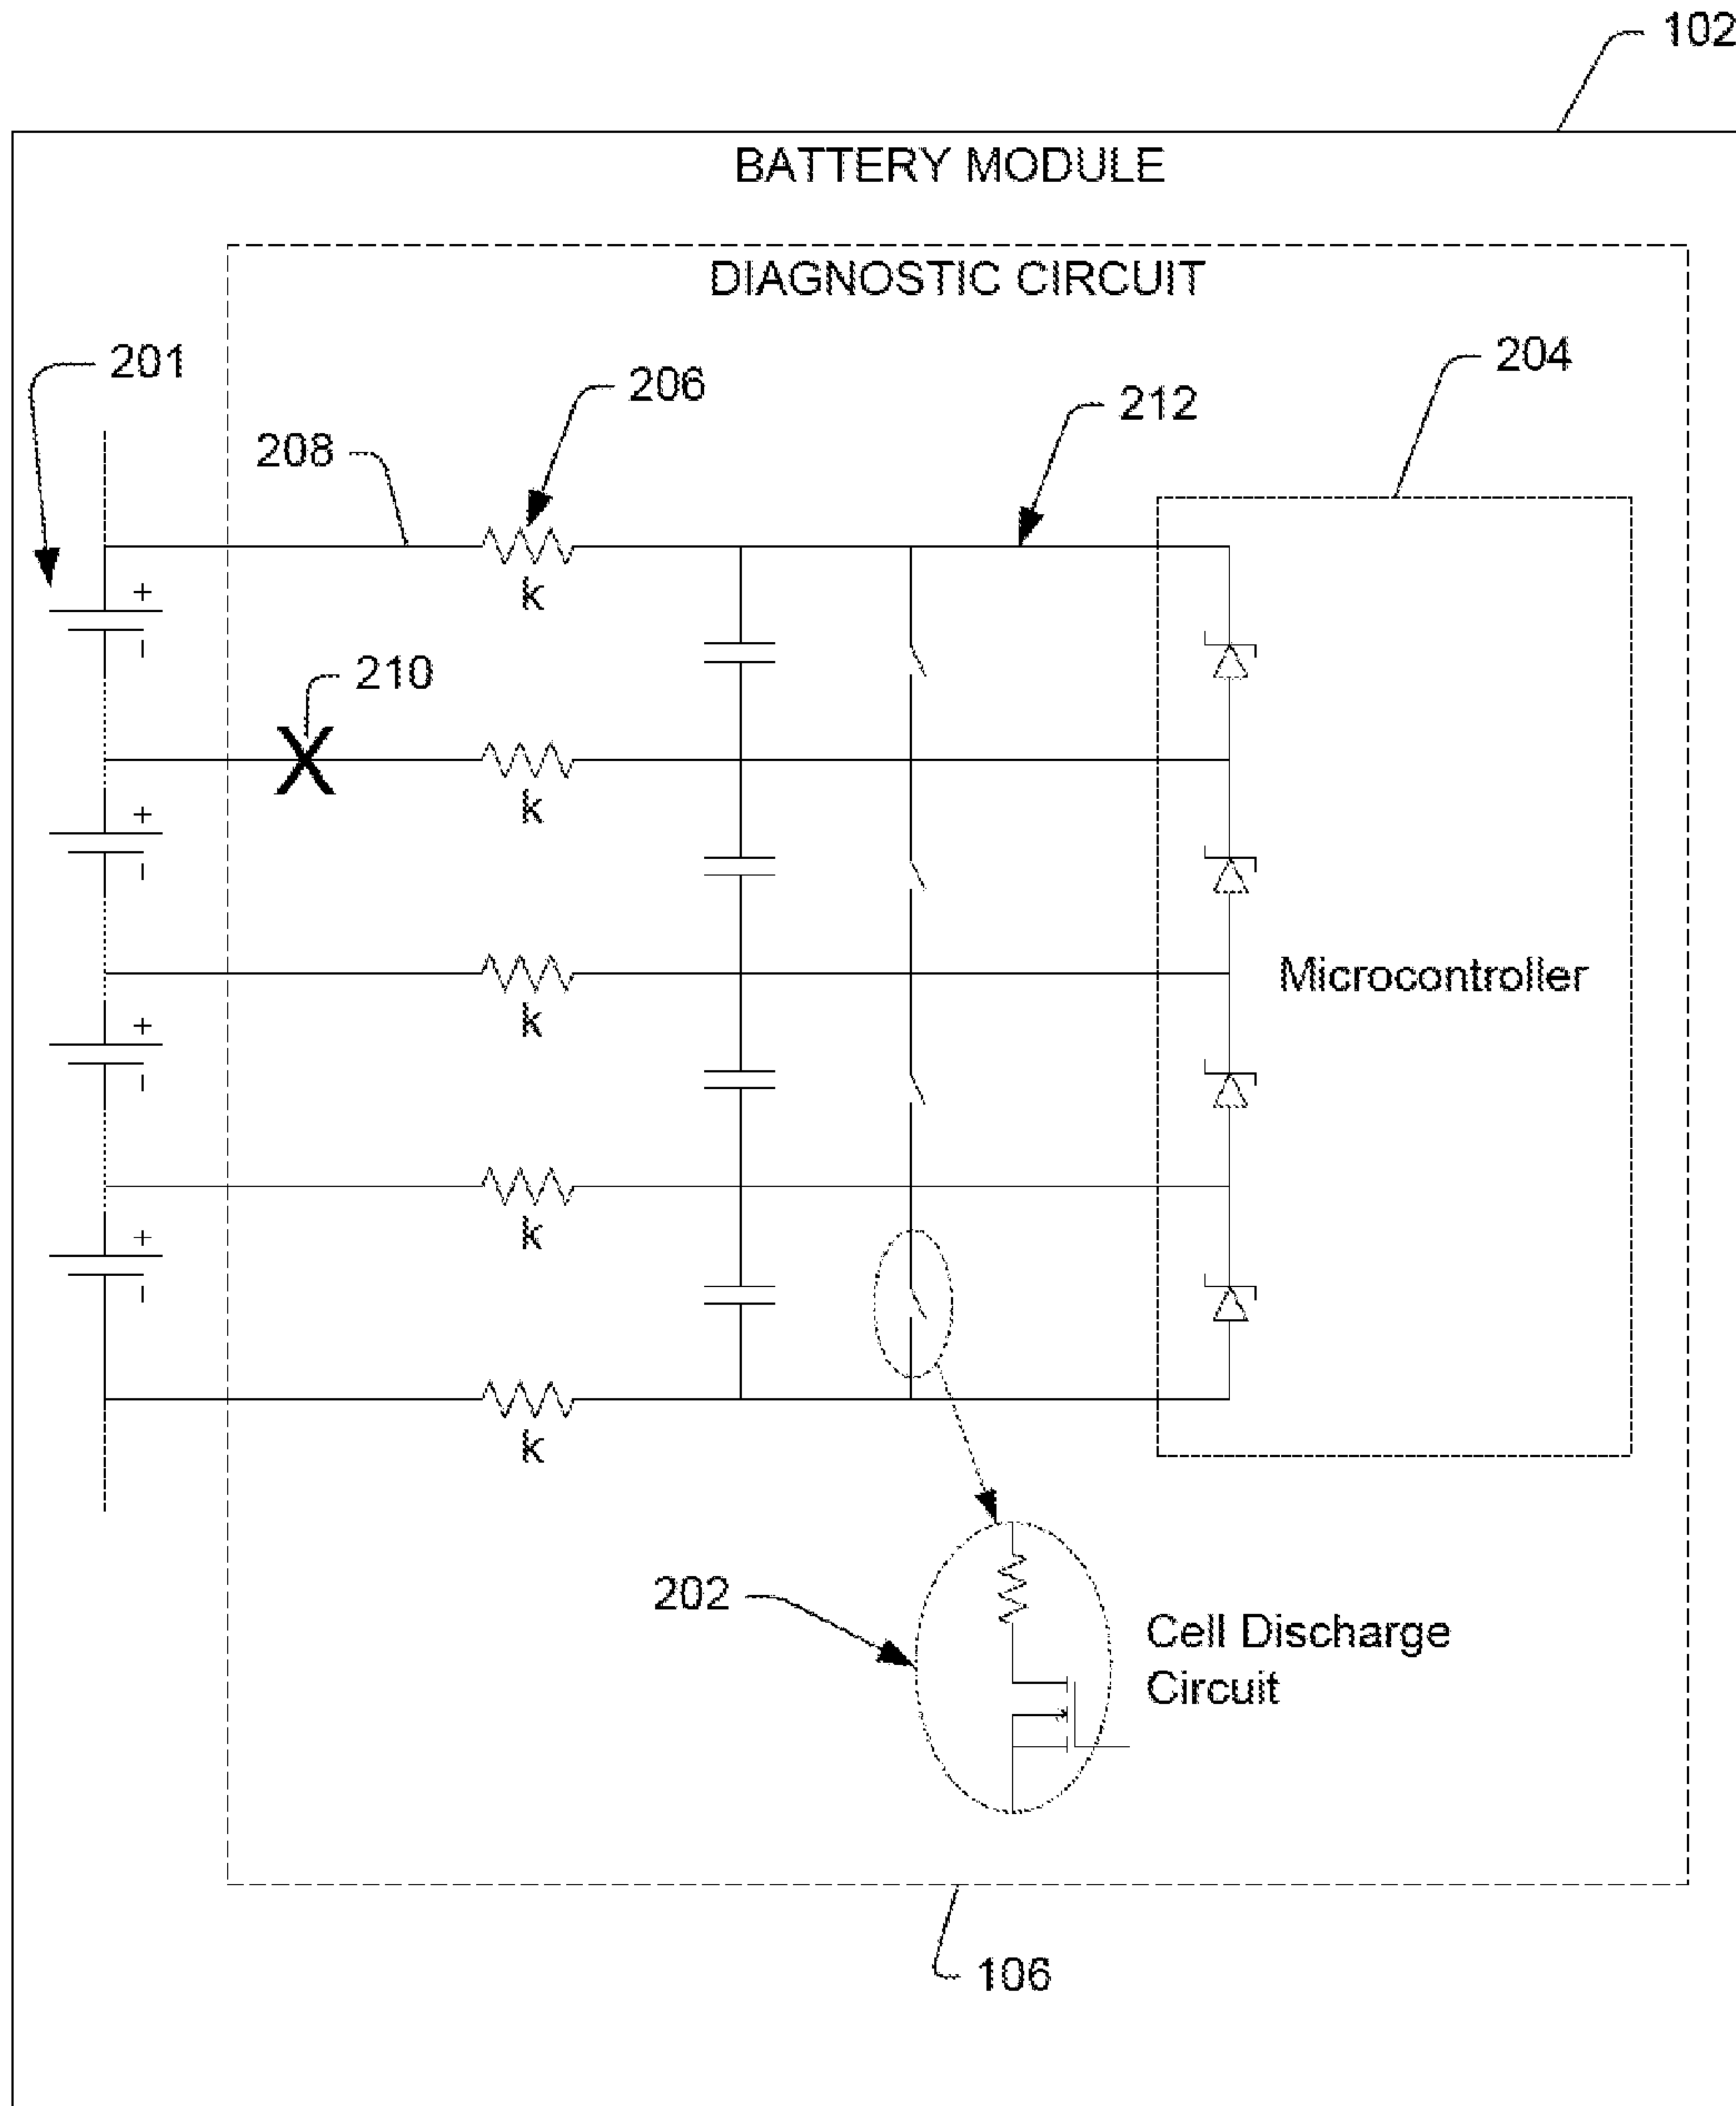 102
BATTERY MODULE
DIAGNOSTIC CIRCUIT
201
206
212
204
208
k
+
–
210
k
+
–
k
Microcontroller
+
–
k
+
–
k
202
Cell Discharge
Circuit
106